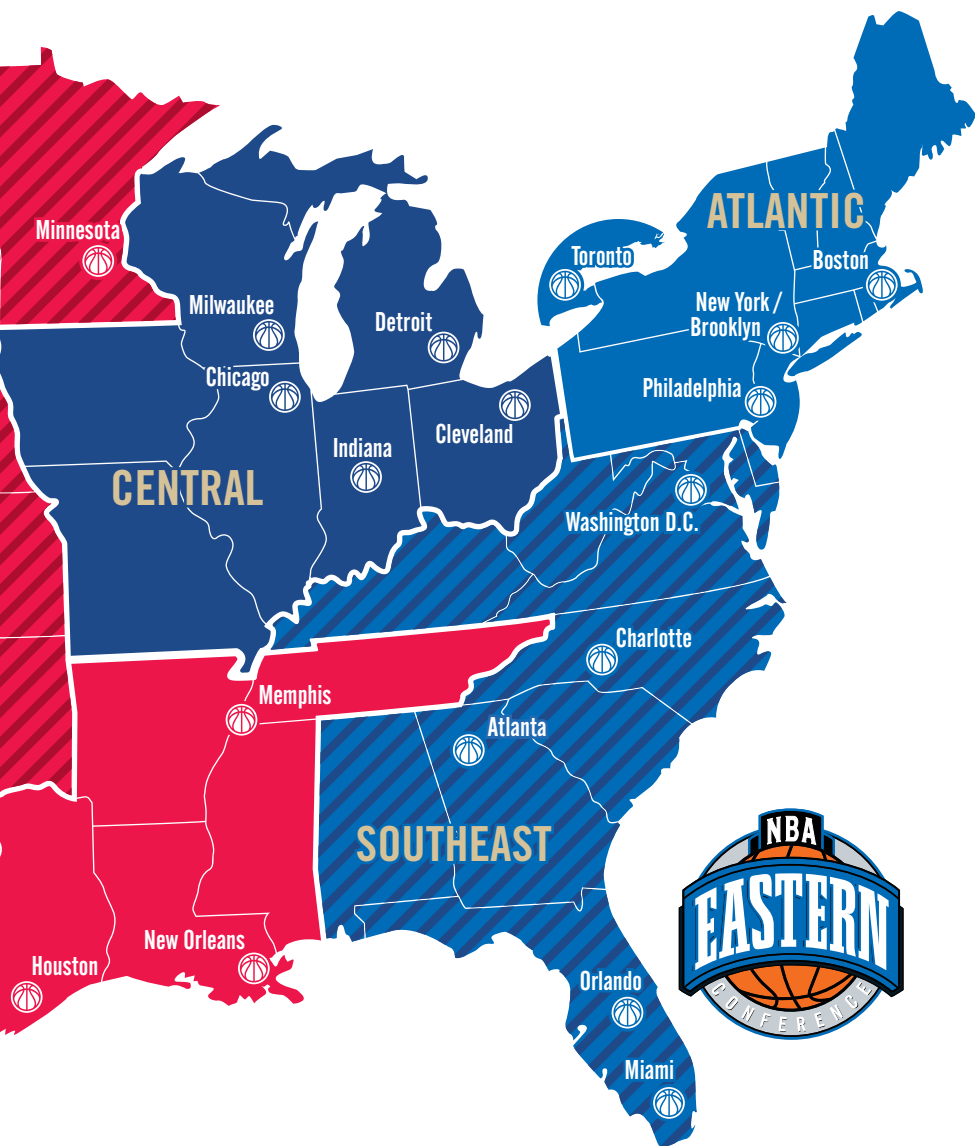 ATLANTIC
Minnesota
Toronto
Boston
Milwaukee
New York /
Brooklyn
Detroit
Chicago
Philadelphia
Cleveland
Indiana
CENTRAL
Washington D.C.
Charlotte
Memphis
Atlanta
SOUTHEAST
New Orleans
Houston
Orlando
Miami
NBA
EASTERN
CONFERENCE